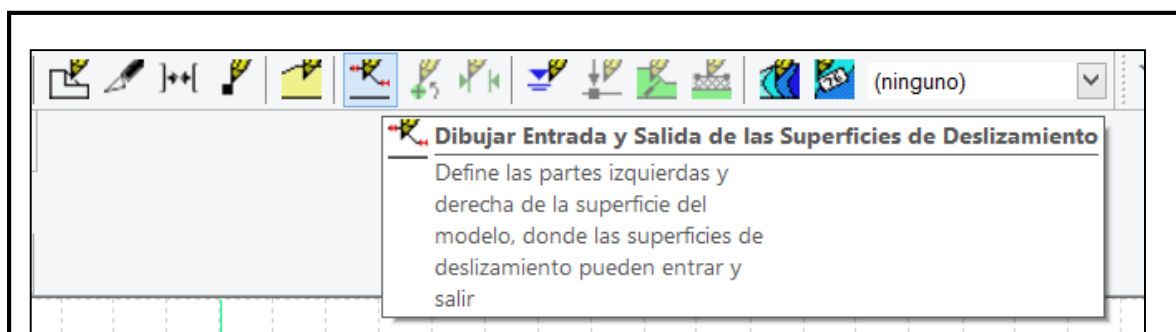 (ninguno)
Dibujar Entrada y Salida de las Superficies de Deslizamiento
Define las partes izquierdas y
derecha de la superficie del
modelo, donde las superficies de
deslizamiento pueden entrar y
salir